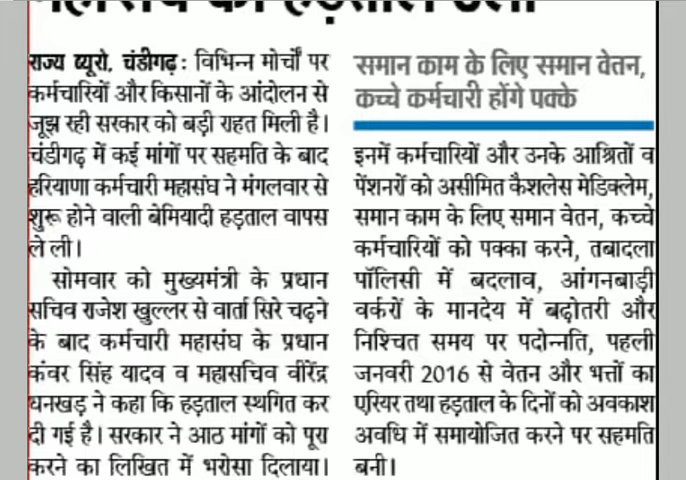 महासंघ की हड़ताल टली
राज्य ब्यूरो, चंडीगढ़ : विभिन्न मोर्चों पर
कर्मचारियों और किसानों के आंदोलन से
जूझ रही सरकार को बड़ी राहत मिली है।
चंडीगढ़ में कई मांगों पर सहमति के बाद
हरियाणा कर्मचारी महासंघ ने मंगलवार से
शुरू होने वाली बेमियादी हड़ताल वापस
ले ली।
सोमवार को मुख्यमंत्री के प्रधान
सचिव राजेश खुल्लर से वार्ता सिरे चढ़ने
के बाद कर्मचारी महासंघ के प्रधान
कंवर सिंह यादव व महासचिव वीरेंद्र
धनखड़ ने कहा कि हड़ताल स्थगित कर
दी गई है। सरकार ने आठ मांगों को पूरा
करने का लिखित में भरोसा दिलाया।
समान काम के लिए समान वेतन,
कच्चे कर्मचारी होंगे पक्के
इनमें कर्मचारियों और उनके आश्रितों व
पेंशनरों को असीमित कैशलेस मेडिक्लेम,
समान काम के लिए समान वेतन, कच्चे
कर्मचारियों को पक्का करने, तबादला
पॉलिसी में बदलाव, आंगनबाड़ी
वर्करों के मानदेय में बढ़ोतरी और
निश्चित समय पर पदोन्नति, पहली
जनवरी 2016 से वेतन और भत्तों का
एरियर तथा हड़ताल के दिनों को अवकाश
अवधि में समायोजित करने पर सहमति
बनी।